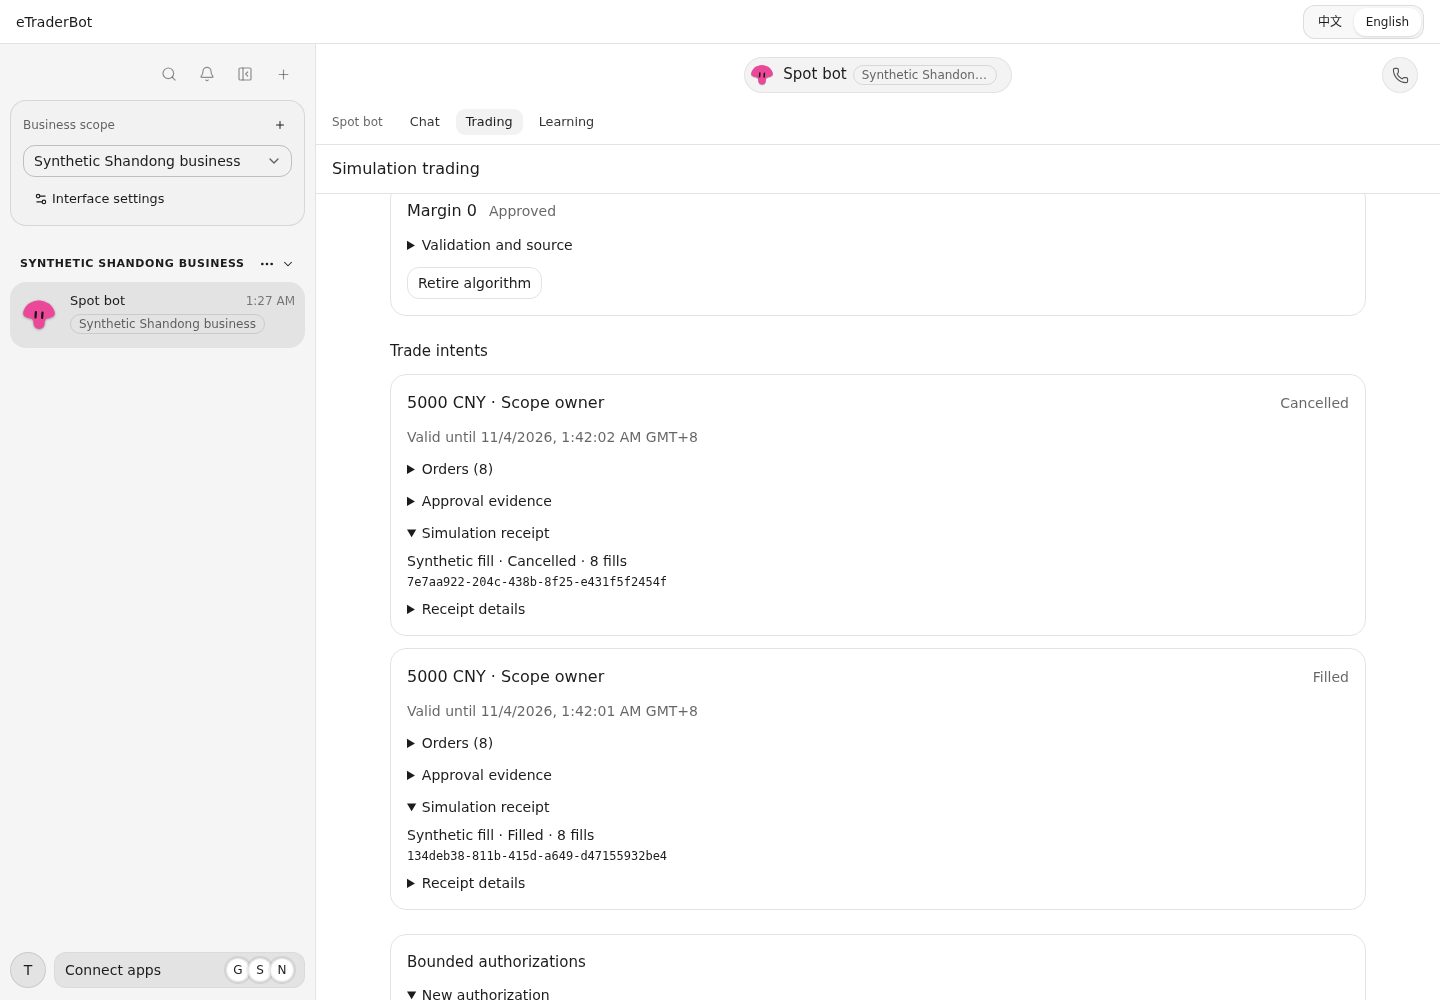 eTraderBot
中文 English
Business scope
Synthetic Shandong business
Interface settings
SYNTHETIC SHANDONG BUSINESS
Spot bot 1:27 AM
Synthetic Shandong business
T Connect apps G S N
Spot bot Synthetic Shandon...
Spot bot Chat Trading Learning
Simulation trading
Margin 0 Approved
Validation and source
Retire algorithm
Trade intents
5000 CNY · Scope owner Cancelled
Valid until 11/4/2026, 1:42:02 AM GMT+8
Orders (8)
Approval evidence
Simulation receipt
Synthetic fill · Cancelled · 8 fills
7e7aa922-204c-438b-8f25-e431f5f2454f
Receipt details
5000 CNY · Scope owner Filled
Valid until 11/4/2026, 1:42:01 AM GMT+8
Orders (8)
Approval evidence
Simulation receipt
Synthetic fill · Filled · 8 fills
134deb38-811b-415d-a649-d47155932be4
Receipt details
Bounded authorizations
New authorization